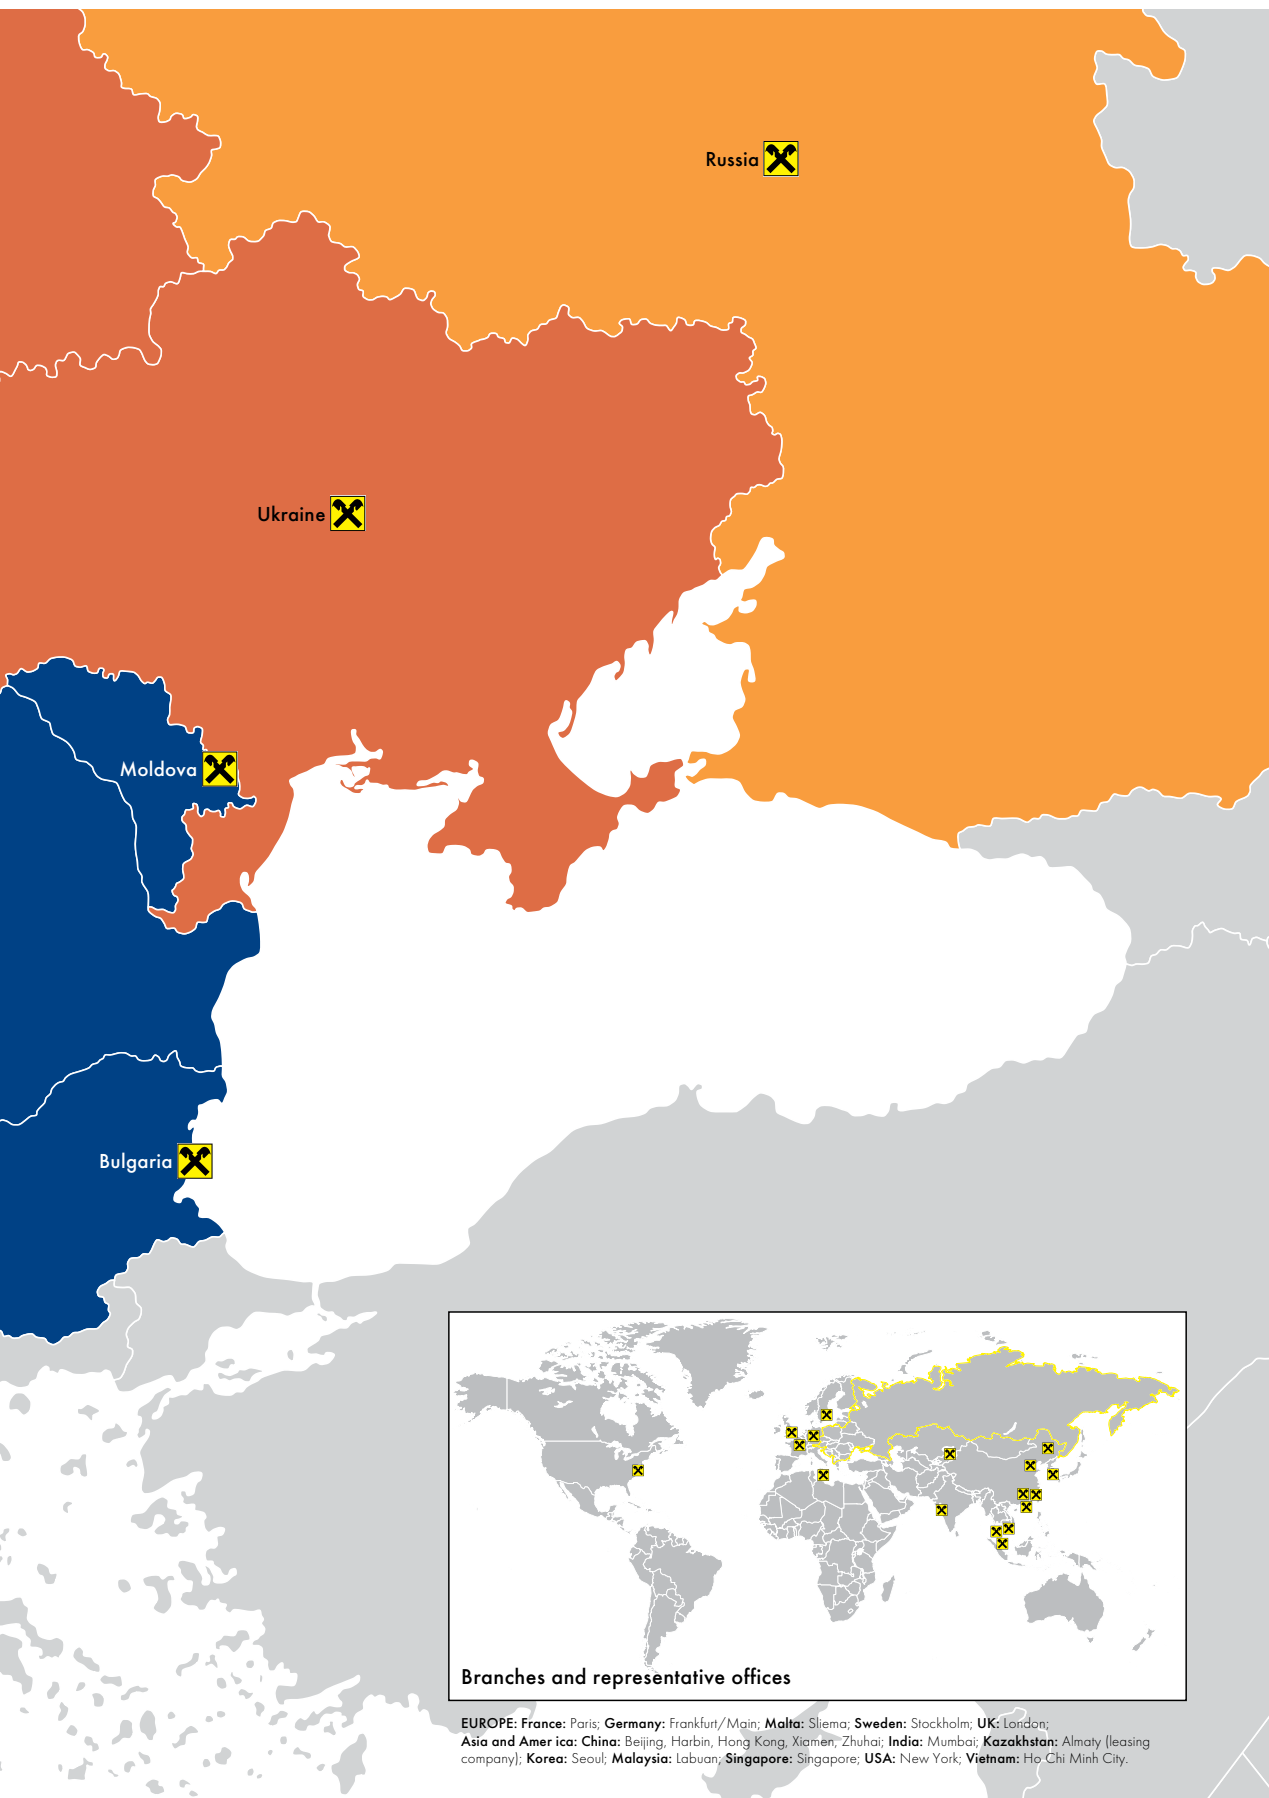 Russia
Ukraine
Moldova
Bulgaria
Branches and representative offices
EUROPE: France: Paris; Germany: Frankfurt/Main; Malta: Sliema; Sweden: Stockholm; UK: London;
Asia and Amer ica: China: Beijing, Harbin, Hong Kong, Xiamen, Zhuhai; India: Mumbai; Kazakhstan: Almaty (leasing
company); Korea: Seoul; Malaysia: Labuan; Singapore: Singapore; USA: New York; Vietnam: Ho Chi Minh City.